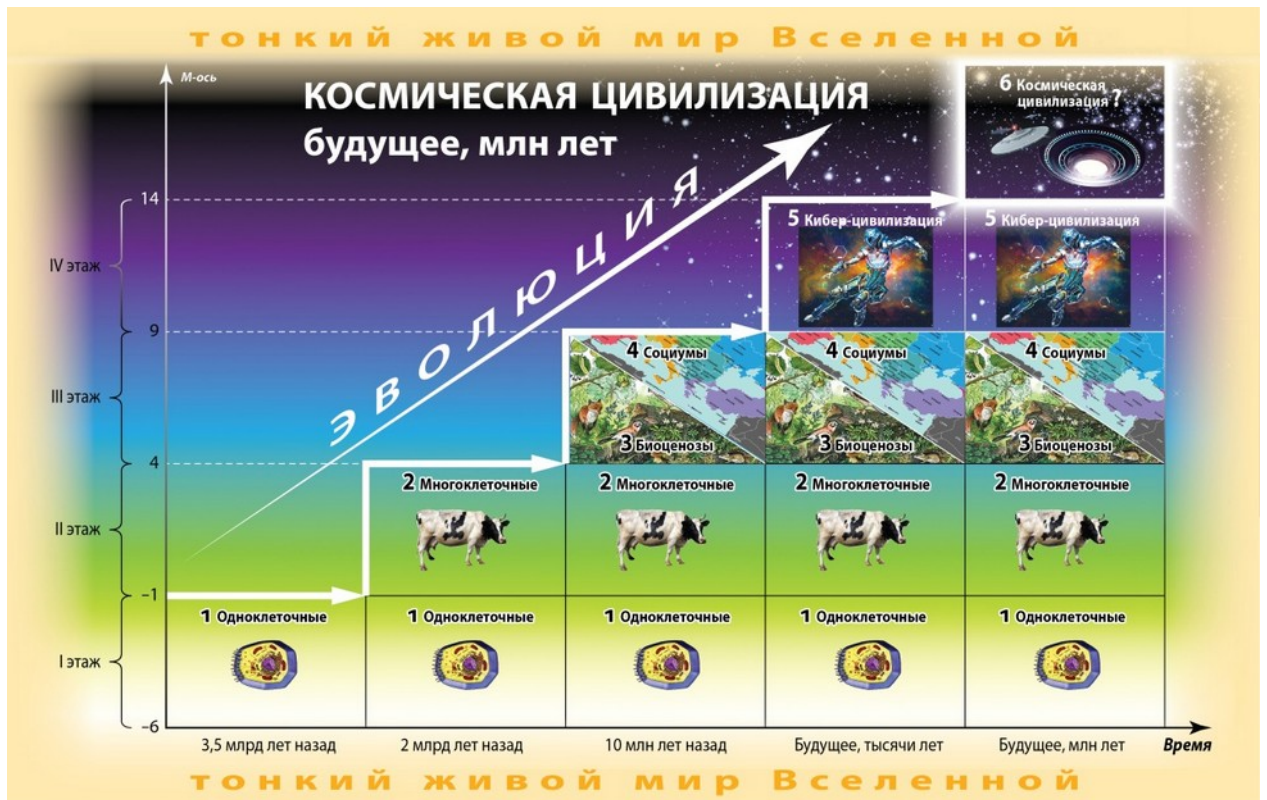 тонкий живой мир Вселенной
М-ось
КОСМИЧЕСКАЯ ЦИВИЛИЗАЦИЯ
будущее, млн лет
6 Космическая
цивилизация ?
ЭВОЛЮЦИЯ
14
5 Кибер-цивилизация
5 Кибер-цивилизация
IV этаж
9
4 Социумы
4 Социумы
4 Социумы
III этаж
3 Биоценозы
3 Биоценозы
3 Биоценозы
4
2 Многоклеточные
2 Многоклеточные
2 Многоклеточные
2 Многоклеточные
II этаж
–1
1 Одноклеточные
1 Одноклеточные
1 Одноклеточные
1 Одноклеточные
1 Одноклеточные
I этаж
–6
3,5 млрд лет назад
2 млрд лет назад
10 млн лет назад
Будущее, тысячи лет
Будущее, млн лет
Время
тонкий живой мир Вселенной